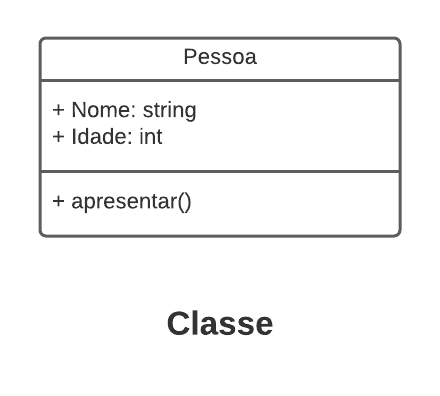 Pessoa
+ Nome: string
+ Idade: int
+ apresentar()
Classe